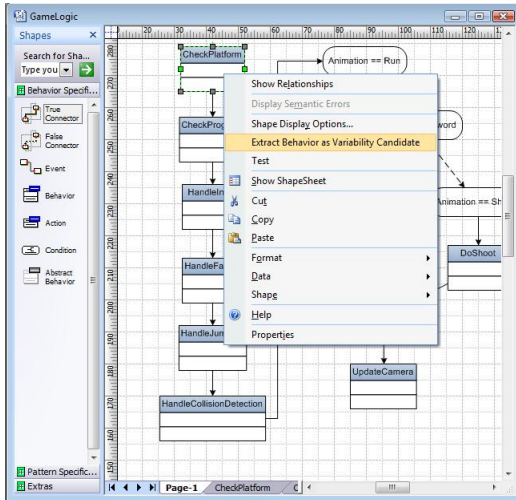 GameLogic
Shapes
Search for Sha...
Type you
Behavior Specifi...
True
Connector
False
Connector
Event
Behavior
Action
Condition
Abstract
Behavior
Pattern Specific...
Extras
CheckPlatform
Animation == Run
CheckProg
word
HandleIn
Animation == Sh
HandleFa
DoShoot
HandleJum
UpdateCamera
HandleCollisionDetection
Show Relationships
Display Semantic Errors
Shape Display Options...
Extract Behavior as Variability Candidate
Test
Show ShapeSheet
Cut
Copy
Paste
Format
Data
Shape
Help
Properties
Page-1
CheckPlatform